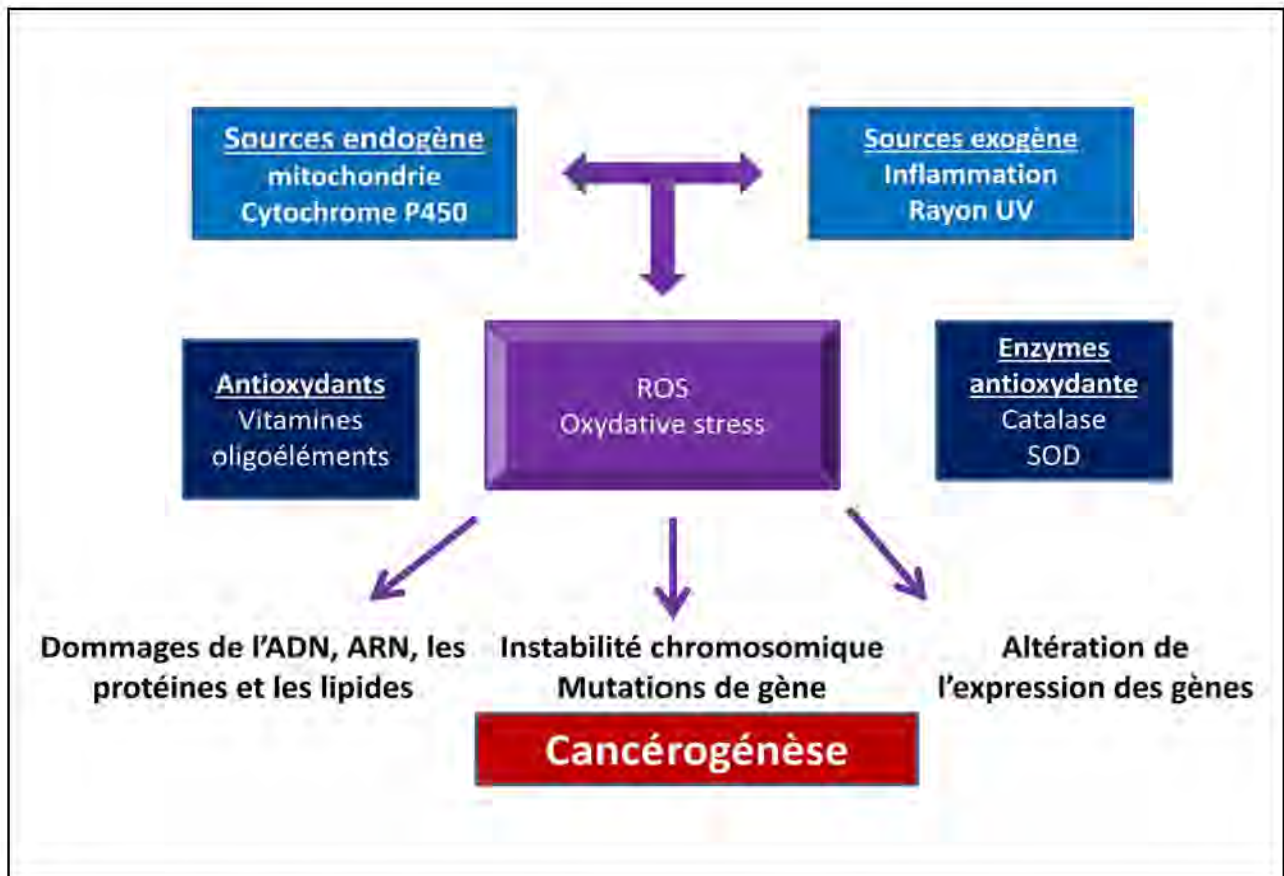 Sources endogène
mitochondrie
Cytochrome P450
Sources exogène
Inflammation
Rayon UV
Antioxydants
Vitamines
oligoéléments
ROS
Oxydative stress
Enzymes
antioxydante
Catalase
SOD
Dommages de l'ADN, ARN, les
protéines et les lipides
Instabilité chromosomique
Mutations de gène
Altération de
l'expression des gènes
Cancérogénèse